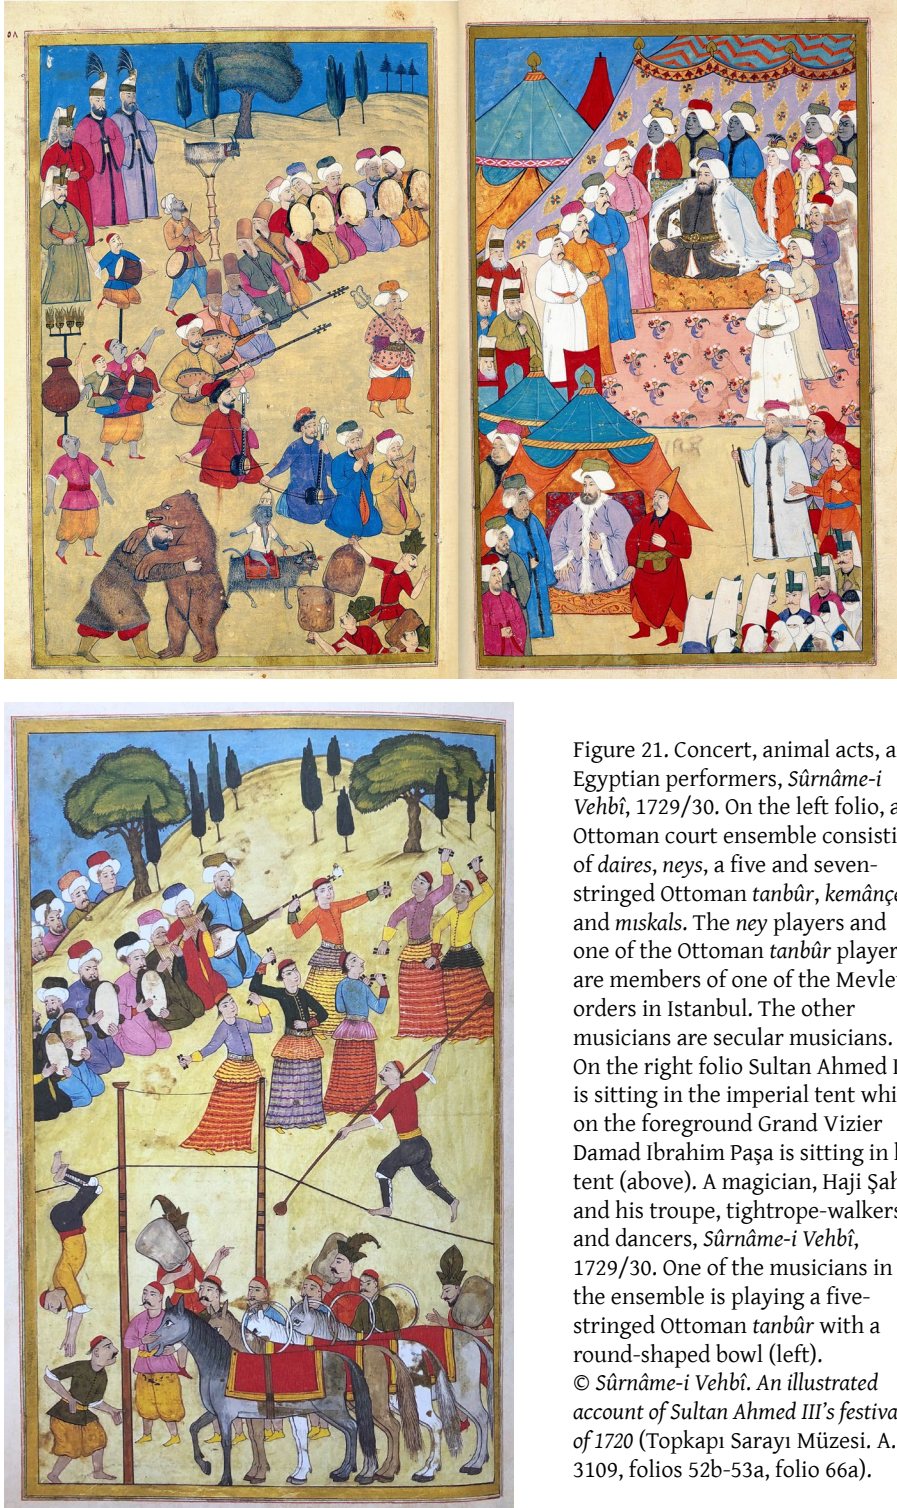 ٥٨
Figure 21. Concert, animal acts, a
Egyptian performers, Sûrnâme-i
Vehbî, 1729/30. On the left folio, a
Ottoman court ensemble consisti
of daires, neys, a five and seven-
stringed Ottoman tanbûr, kemânçe
and mıskals. The ney players and
one of the Ottoman tanbûr player
are members of one of the Mevle
orders in Istanbul. The other
musicians are secular musicians.
On the right folio Sultan Ahmed I
is sitting in the imperial tent whi
on the foreground Grand Vizier
Damad Ibrahim Paşa is sitting in
tent (above). A magician, Haji Şah
and his troupe, tightrope-walkers
and dancers, Sûrnâme-i Vehbî,
1729/30. One of the musicians in
the ensemble is playing a five-
stringed Ottoman tanbûr with a
round-shaped bowl (left).
© Sûrnâme-i Vehbî. An illustrated
account of Sultan Ahmed III’s festiva
of 1720 (Topkapı Sarayı Müzesi. A.
3109, folios 52b-53a, folio 66a).